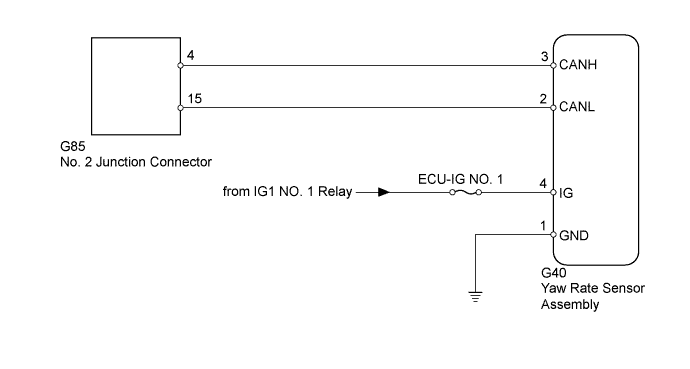 4
3
CANH
15
2
CANL
G85
No. 2 Junction Connector
ECU-IG NO. 1
from IG1 NO. 1 Relay
4
IG
1
GND
G40
Yaw Rate Sensor
Assembly